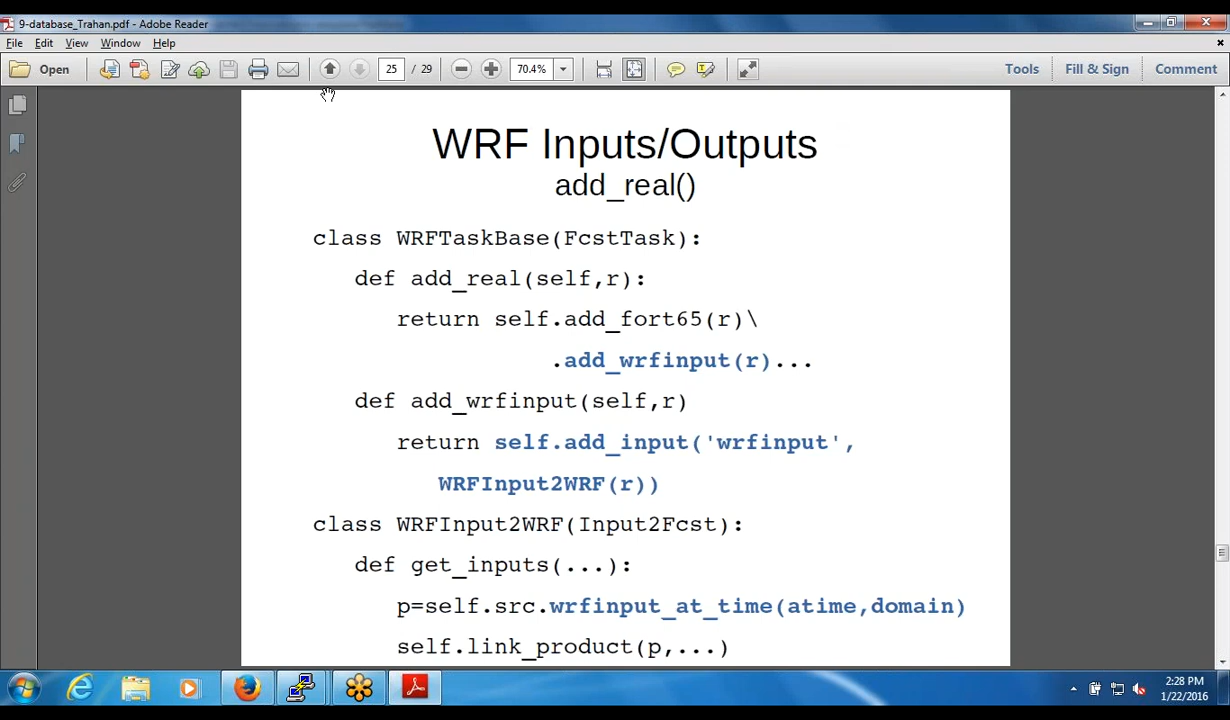 9-database_Trahan.pdf - Adobe Reader
File Edit View Window Help
Open 25 / 29 70.4% Tools Fill & Sign Comment
WRF Inputs/Outputs
add_real()
class WRFTaskBase(FcstTask):
def add_real(self,r):
return self.add_fort65(r)\
.add_wrfinput(r)...
def add_wrfinput(self,r)
return self.add_input('wrfinput',
WRFInput2WRF(r))
class WRFInput2WRF(Input2Fcst):
def get_inputs(...):
p=self.src.wrfinput_at_time(atime,domain)
self.link_product(p,...)
2:28 PM
1/22/2016